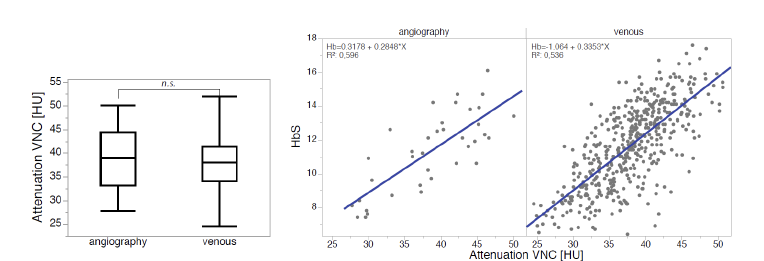 n.s.
Attenuation VNC [HU]
55
50
45
40
35
30
25
angiography
venous
angiography
venous
Hb=0.3178 + 0.2848*X
R²: 0,596
Hb=-1.064 + 0.3353*X
R²: 0,536
HbS
18
16
14
12
10
8
25
30
35
40
45
50
25
30
35
40
45
50
Attenuation VNC [HU]